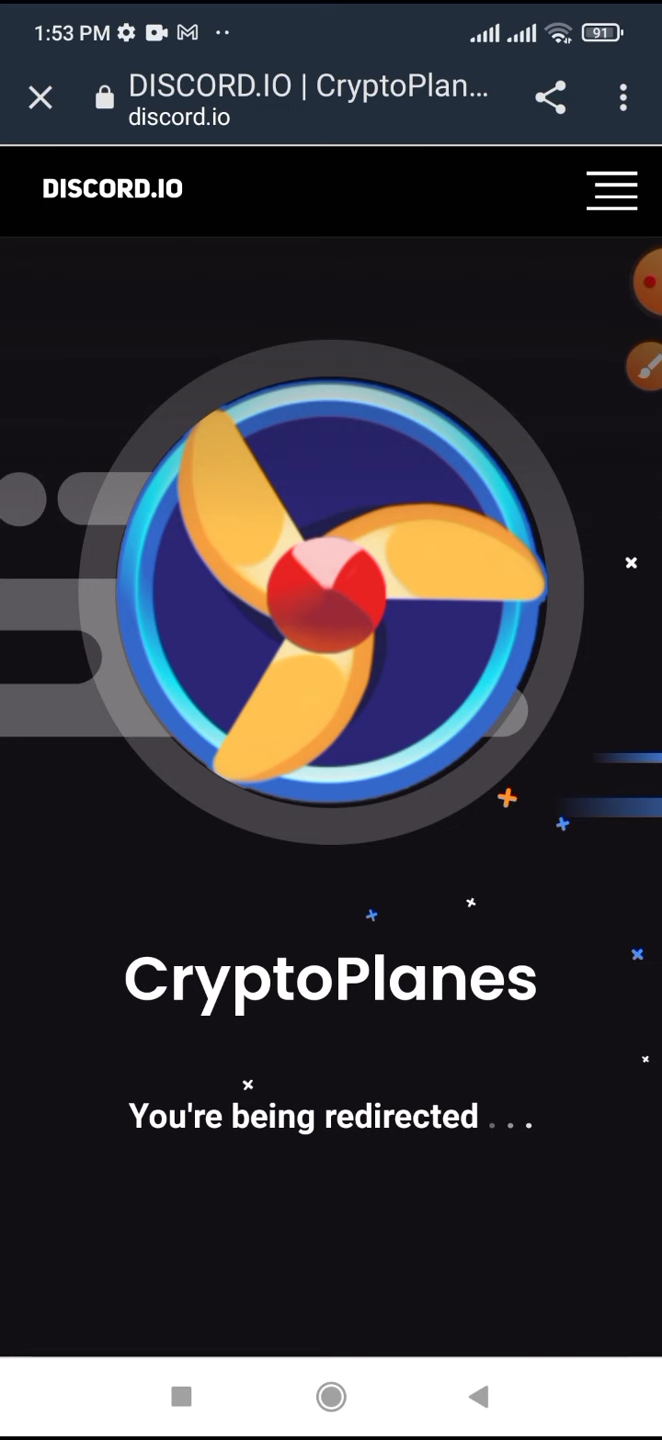 1:53 PM
91
DISCORD.IO | CryptoPlan...
discord.io
DISCORD.IO
CryptoPlanes
You're being redirected . . .